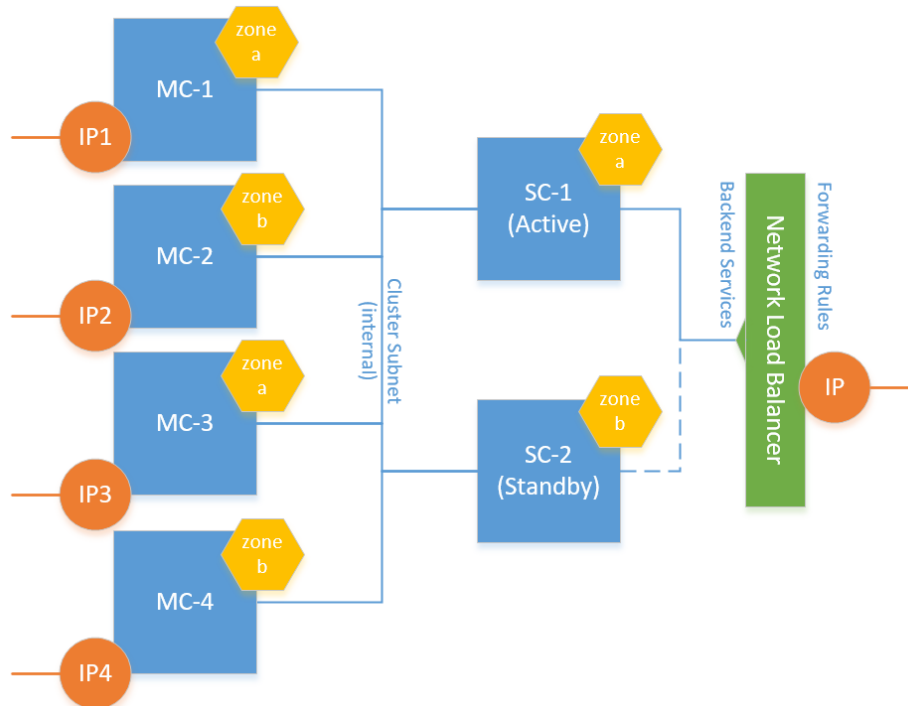 zone
a
MC-1
IP1
zone
b
MC-2
IP2
zone
a
MC-3
IP3
zone
b
MC-4
IP4
Cluster Subnet
(internal)
zone
a
SC-1
(Active)
zone
b
SC-2
(Standby)
Backend Services
Network Load Balancer
Forwarding Rules
IP